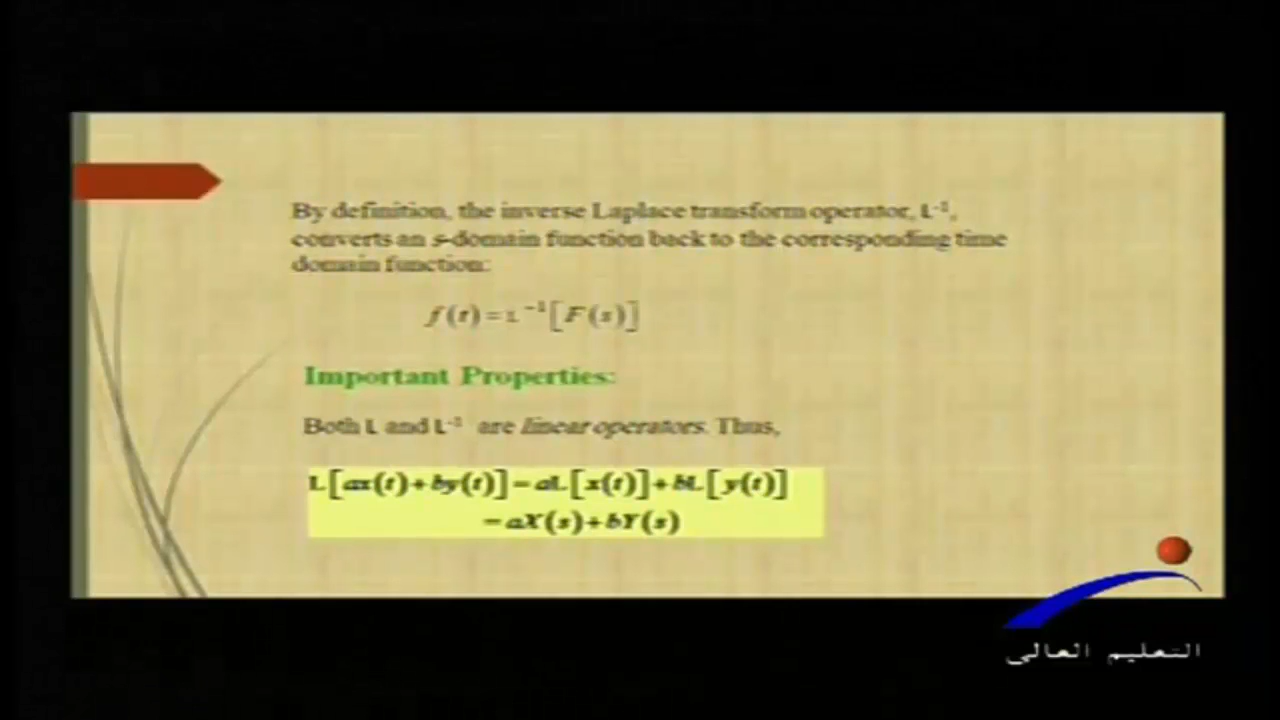 By definition, the inverse Laplace transform operator, L⁻¹,
converts an s-domain function back to the corresponding time
domain function:
f(t) = L⁻¹[F(s)]
Important Properties:
Both L and L⁻¹ are linear operators. Thus,
L[ax(t)+by(t)] = aL[x(t)]+bL[y(t)]
= aX(s)+bY(s)
التعليم العالى